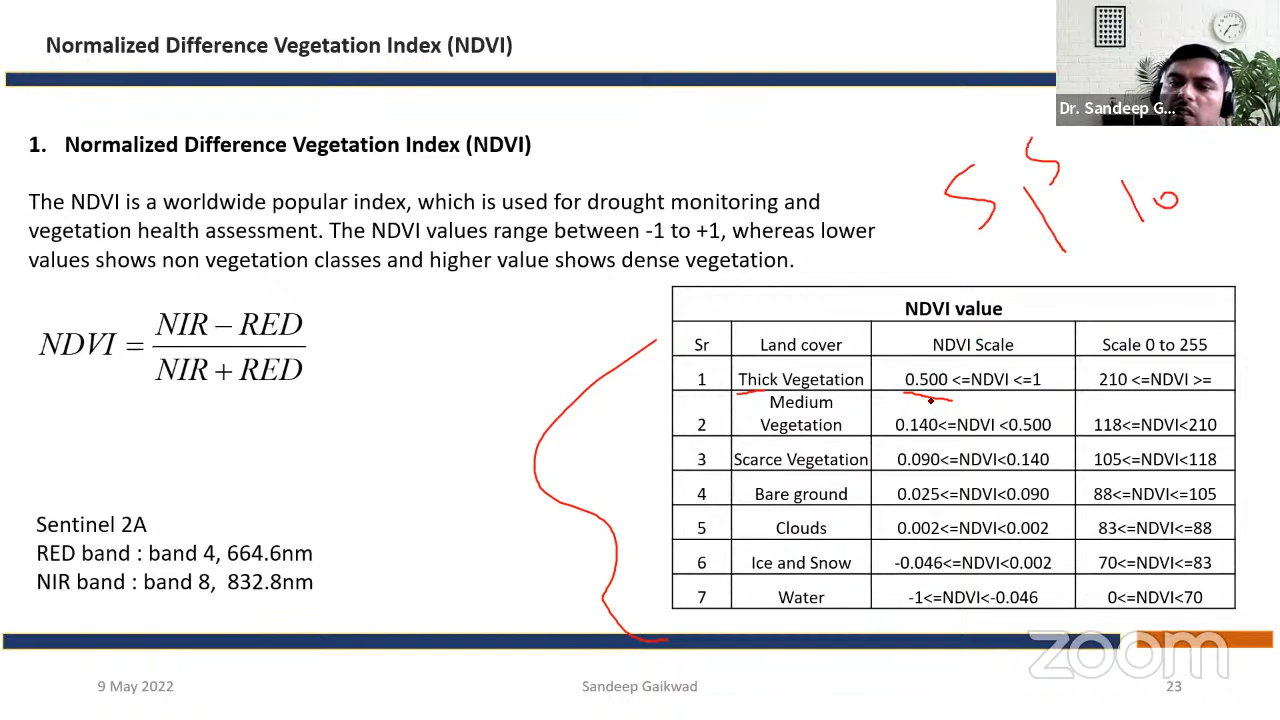 Normalized Difference Vegetation Index (NDVI)
Dr. Sandeep G...
1. Normalized Difference Vegetation Index (NDVI)
10
The NDVI is a worldwide popular index, which is used for drought monitoring and
vegetation health assessment. The NDVI values range between -1 to +1, whereas lower
values shows non vegetation classes and higher value shows dense vegetation.
NDVI = NIR − RED / NIR + RED
NDVI value
Sr Land cover NDVI Scale Scale 0 to 255
1 Thick Vegetation 0.500 <=NDVI <=1 210 <=NDVI >=
2 Medium Vegetation 0.140<=NDVI <0.500 118<=NDVI<210
3 Scarce Vegetation 0.090<=NDVI<0.140 105<=NDVI<118
4 Bare ground 0.025<=NDVI<0.090 88<=NDVI<=105
5 Clouds 0.002<=NDVI<0.002 83<=NDVI<=88
6 Ice and Snow -0.046<=NDVI<0.002 70<=NDVI<=83
7 Water -1<=NDVI<-0.046 0<=NDVI<70
Sentinel 2A
RED band : band 4, 664.6nm
NIR band : band 8, 832.8nm
zoom
9 May 2022
Sandeep Gaikwad
23